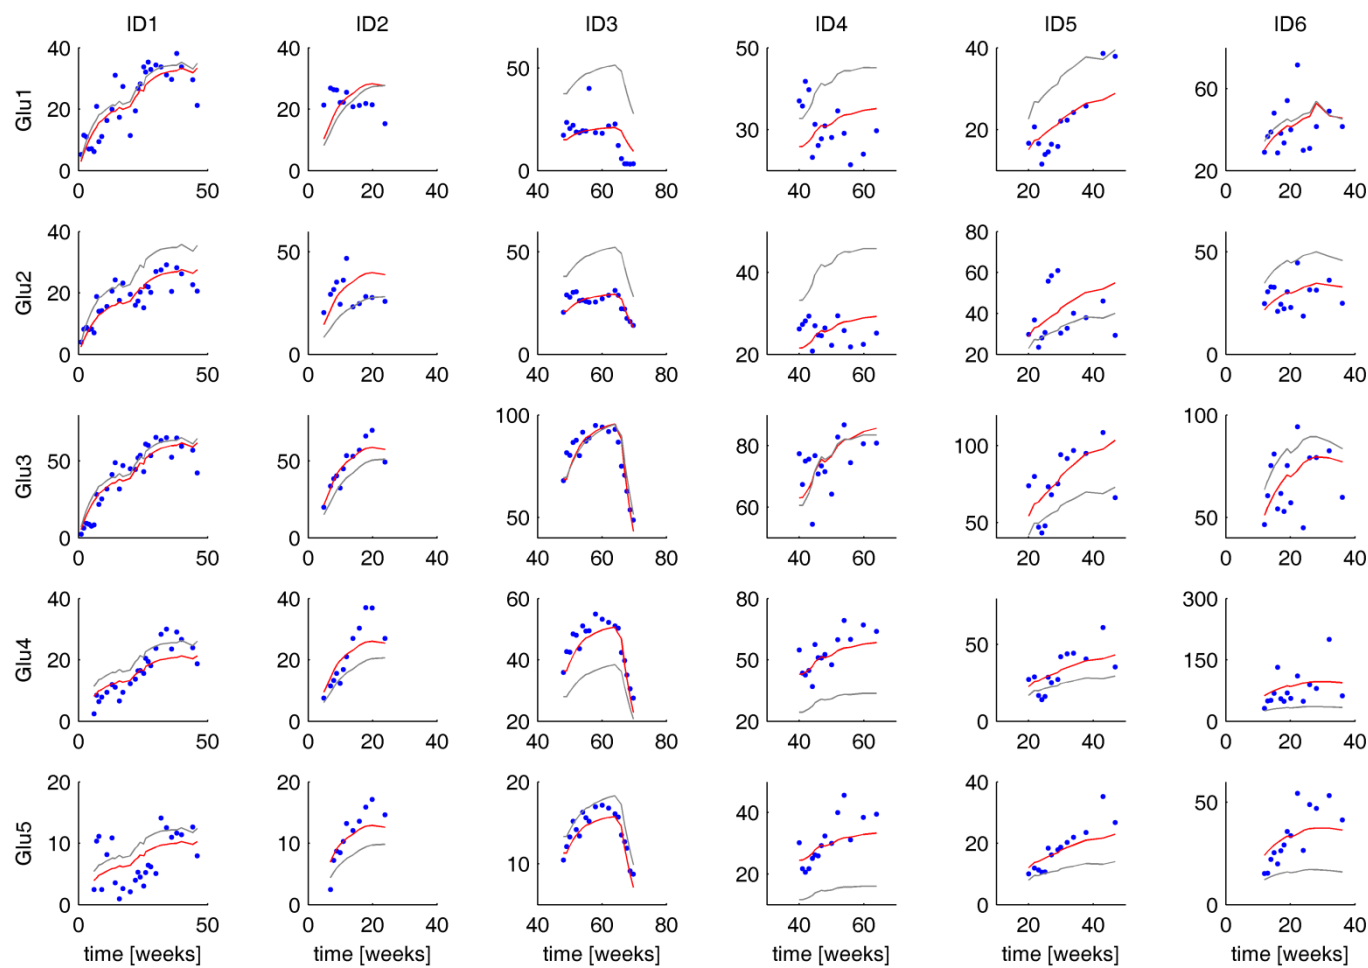 ID1 ID2 ID3 ID4 ID5 ID6
Glu1
40 20 0 0 50
60 40 20 0 0 20 40
50 0 40 60 80
50 30 40 60
40 20 20 40
60 40 20 0 20 40
Glu2
40 20 0 0 50
50 0 0 20 40
50 0 40 60 80
40 20 40 60
80 60 40 20 20 40
50 0 0 20 40
Glu3
50 0 0 50
50 0 0 20 40
100 50 40 60 80
100 80 60 40 60
100 50 20 40
100 50 0 20 40
Glu4
40 20 0 0 50
40 20 0 0 20 40
60 40 20 40 60 80
80 50 20 40 60
50 0 20 40
300 150 0 0 20 40
Glu5
20 10 0 0 50
20 10 0 0 20 40
20 10 40 60 80
50 30 10 40 60
40 20 0 20 40
50 0 0 20 40
time [weeks] time [weeks] time [weeks] time [weeks] time [weeks] time [weeks]